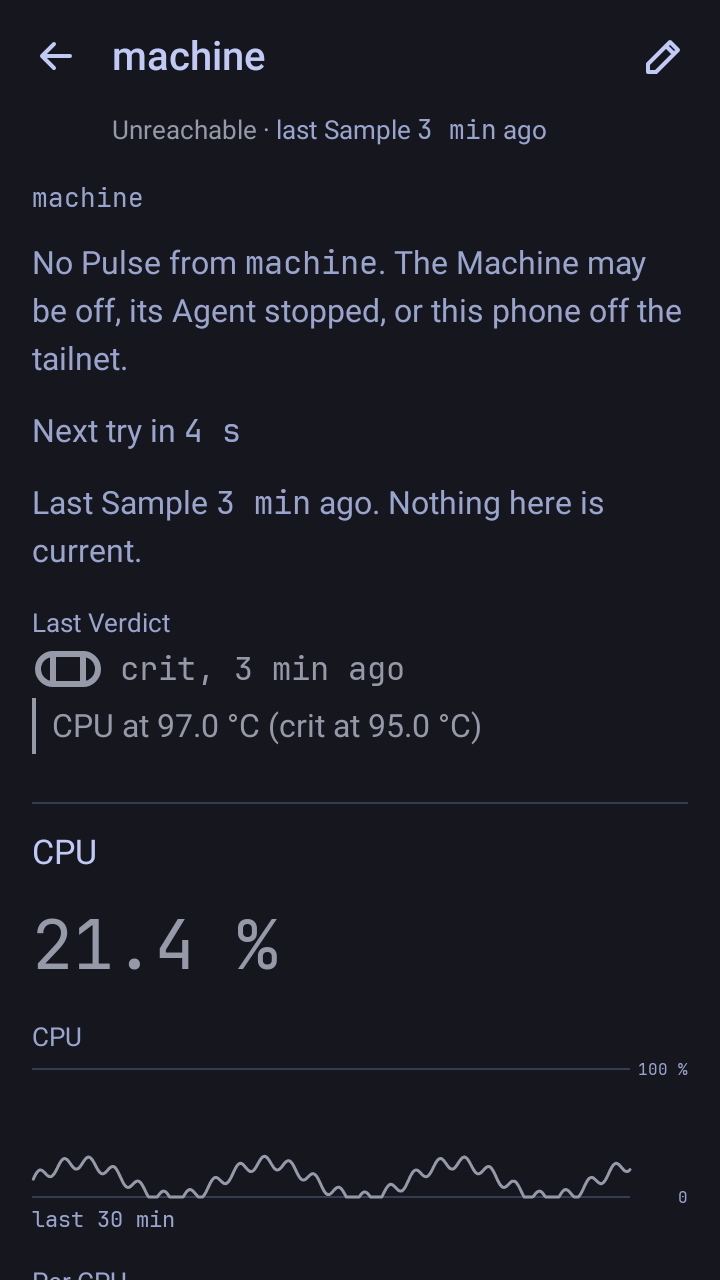 machine
Unreachable · last Sample 3 min ago
machine
No Pulse from machine. The Machine may
be off, its Agent stopped, or this phone off the
tailnet.
Next try in 4 s
Last Sample 3 min ago. Nothing here is
current.
Last Verdict
crit, 3 min ago
CPU at 97.0 °C (crit at 95.0 °C)
CPU
21.4 %
CPU
100 %
0
last 30 min
Per CPU